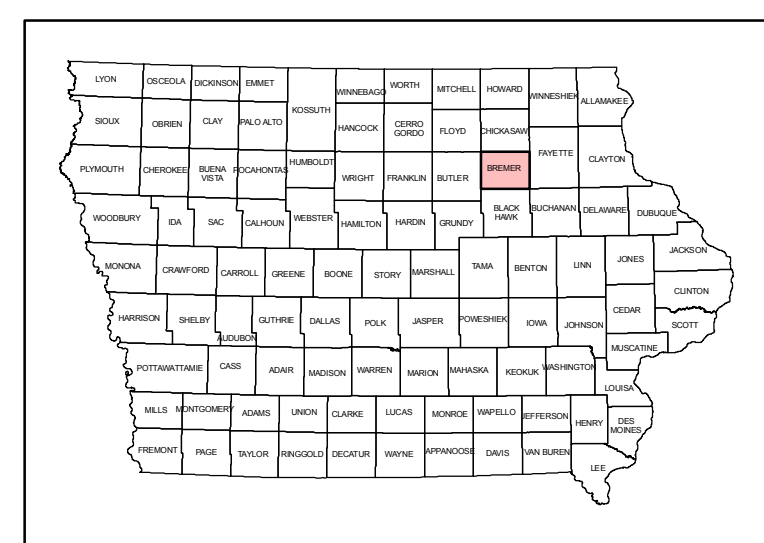 LYON
OSCEOLA
DICKINSON
EMMET
KOSSUTH
WINNEBAGO
WORTH
MITCHELL
HOWARD
WINNESHIEK
ALLAMAKEE
SIOUX
OBRIEN
CLAY
PALO ALTO
HANCOCK
CERRO
GORDO
FLOYD
CHICKASAW
FAYETTE
CLAYTON
PLYMOUTH
CHEROKEE
BUENA
VISTA
POCAHONTAS
HUMBOLDT
WRIGHT
FRANKLIN
BUTLER
BREMER
WOODBURY
IDA
SAC
CALHOUN
WEBSTER
HAMILTON
HARDIN
GRUNDY
BLACK
HAWK
BUCHANAN
DELAWARE
DUBUQUE
MONONA
CRAWFORD
CARROLL
GREENE
BOONE
STORY
MARSHALL
TAMA
BENTON
LINN
JONES
JACKSON
CLINTON
HARRISON
SHELBY
AUDUBON
GUTHRIE
DALLAS
POLK
JASPER
POWESHIEK
IOWA
JOHNSON
CEDAR
SCOTT
MUSCATINE
POTTAWATTAMIE
CASS
ADAIR
MADISON
WARREN
MARION
MAHASKA
KEOKUK
WASHINGTON
LOUISA
MILLS
MONTGOMERY
ADAMS
UNION
CLARKE
LUCAS
MONROE
WAPELLO
JEFFERSON
HENRY
DES
MOINES
FREMONT
PAGE
TAYLOR
RINGGOLD
DECATUR
WAYNE
APPANOOSE
DAVIS
VAN BUREN
LEE